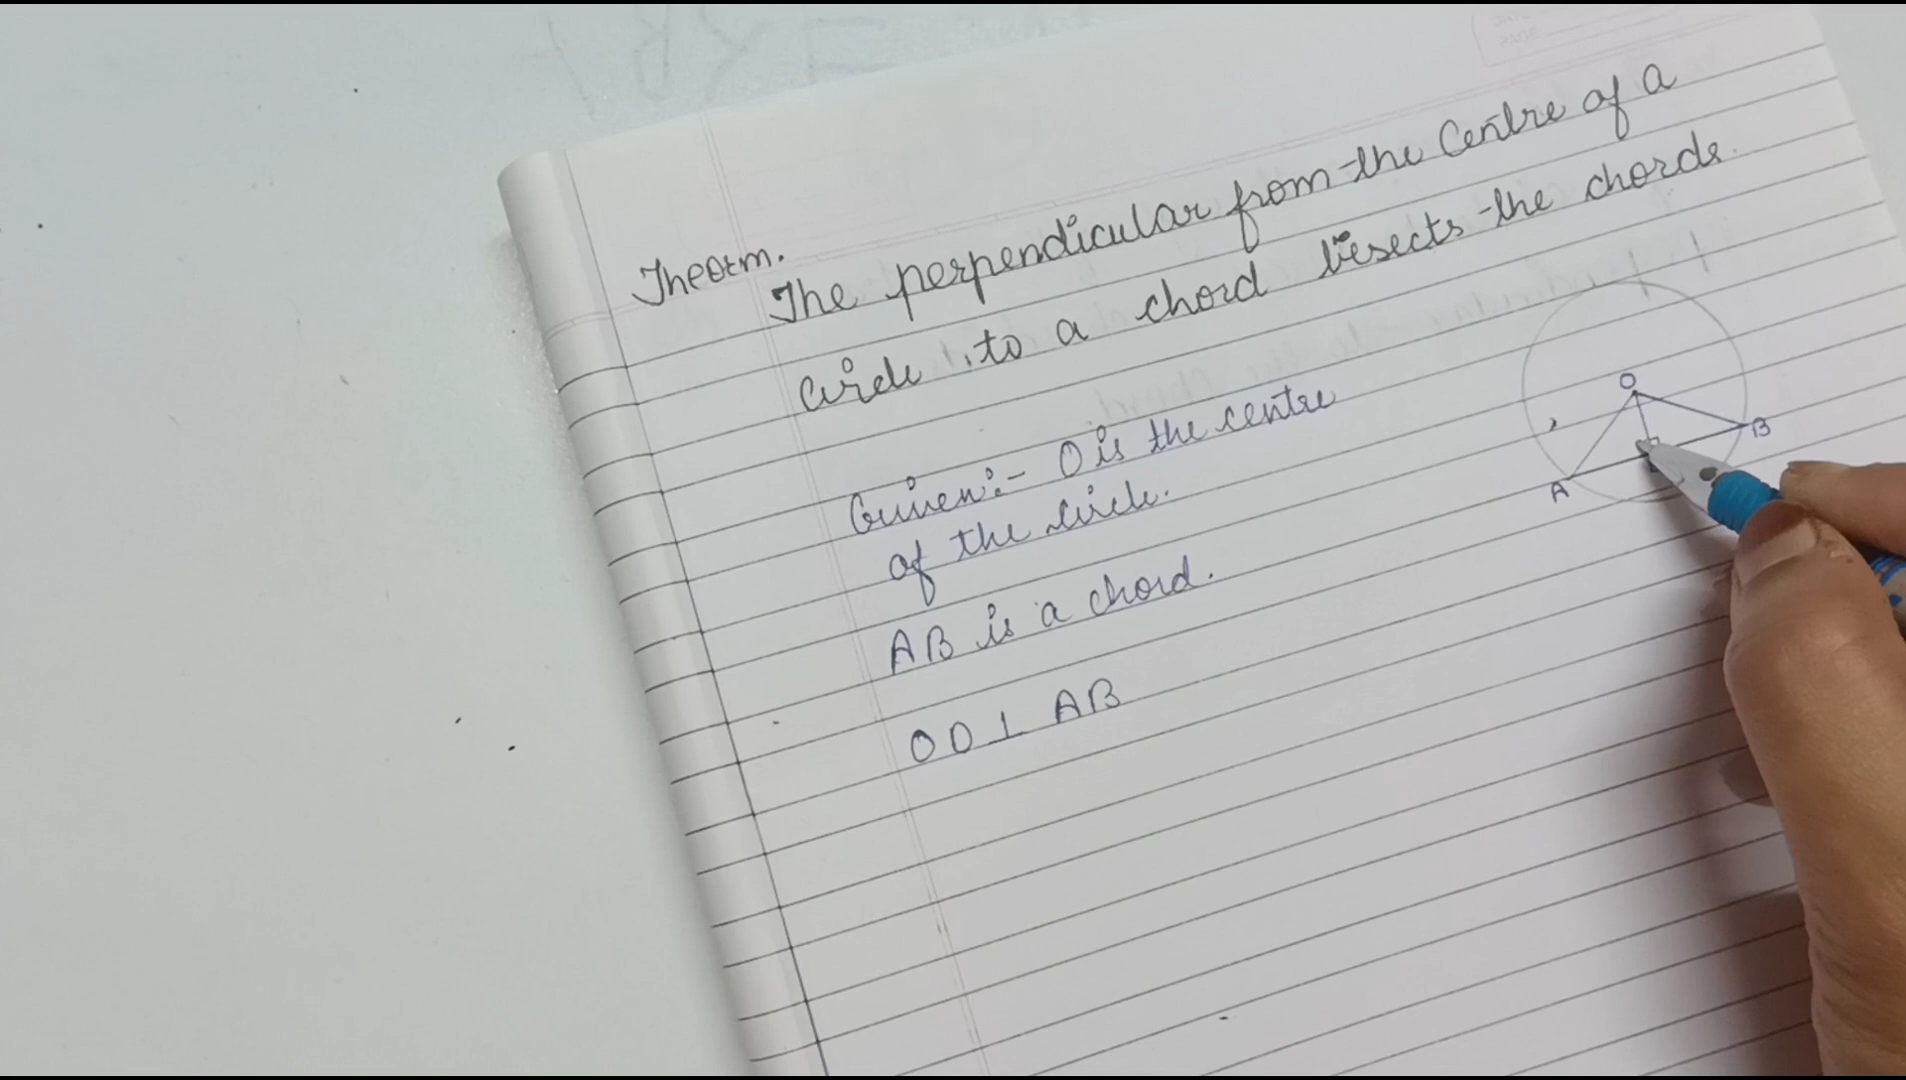 Theorm.
The perpendicular from the Centre of a
Circle, to a chord bisects the chords.
Given:- O is the centre
of the circle.
AB is a chord.
OD ⊥ AB
O
B
A